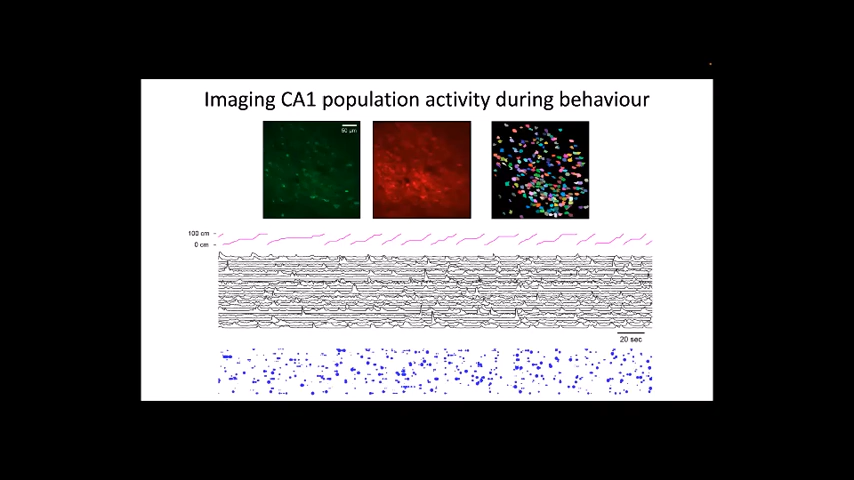 Imaging CA1 population activity during behaviour
50 µm
100 cm
0 cm
20 sec